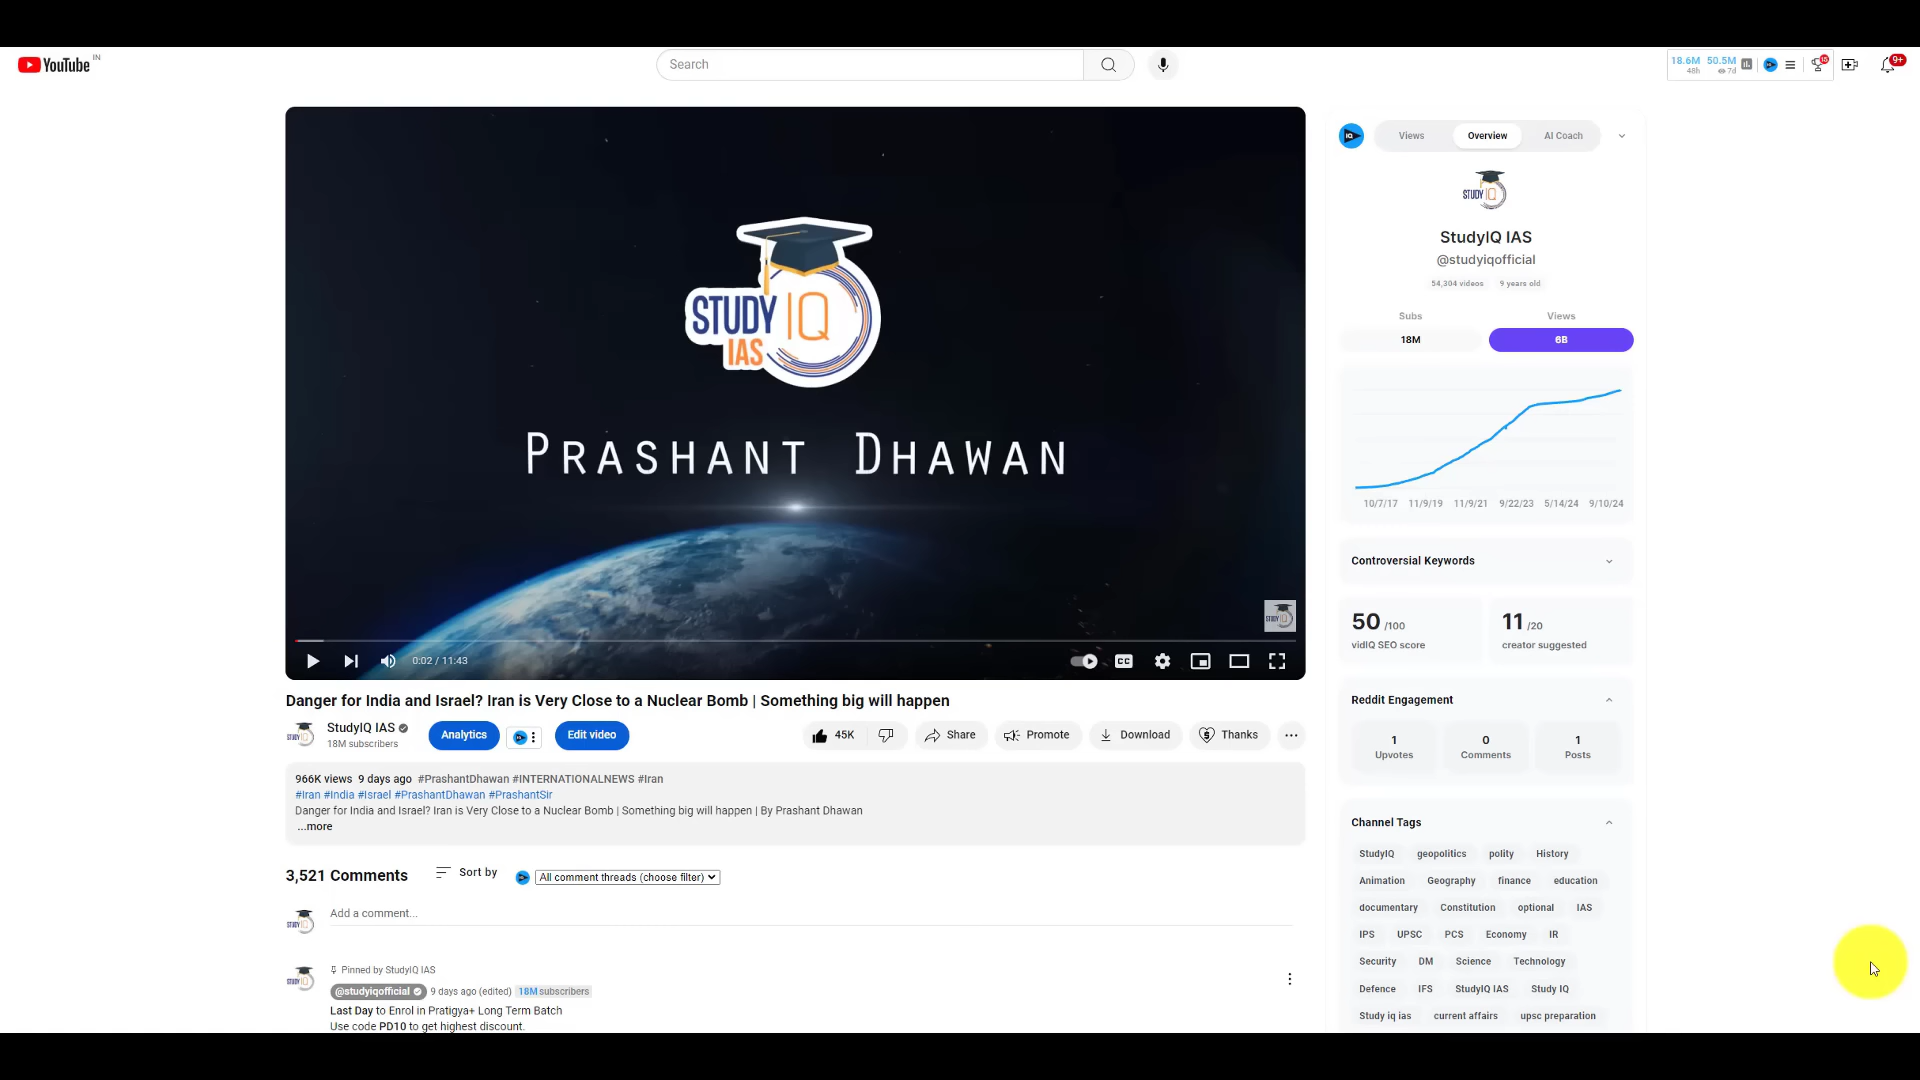 YouTube IN
Search
18.6M 50.5M
48h 7d
15
9+
STUDY IQ
IAS
PRASHANT DHAWAN
STUDY IQ
0:02 / 11:43
CC
Danger for India and Israel? Iran is Very Close to a Nuclear Bomb | Something big will happen
StudyIQ IAS
18M subscribers
Analytics
Edit video
45K
Share
Promote
Download
Thanks
966K views 9 days ago #PrashantDhawan #INTERNATIONALNEWS #Iran
#Iran #India #Israel #PrashantDhawan #PrashantSir
Danger for India and Israel? Iran is Very Close to a Nuclear Bomb | Something big will happen | By Prashant Dhawan
...more
3,521 Comments
Sort by
All comment threads (choose filter)
Add a comment...
Pinned by StudyIQ IAS
@studyiqofficial 9 days ago (edited) 18M subscribers
Last Day to Enrol in Pratigya+ Long Term Batch
Use code PD10 to get highest discount.
IQ
Views Overview AI Coach
STUDY IQ
StudyIQ IAS
@studyiqofficial
54,304 videos 9 years old
Subs Views
18M 6B
10/7/17 11/9/19 11/9/21 9/22/23 5/14/24 9/10/24
Controversial Keywords
50 /100
vidIQ SEO score
11 /20
creator suggested
Reddit Engagement
1 0 1
Upvotes Comments Posts
Channel Tags
StudyIQ geopolitics polity History
Animation Geography finance education
documentary Constitution optional IAS
IPS UPSC PCS Economy IR
Security DM Science Technology
Defence IFS StudyIQ IAS Study IQ
Study iq ias current affairs upsc preparation